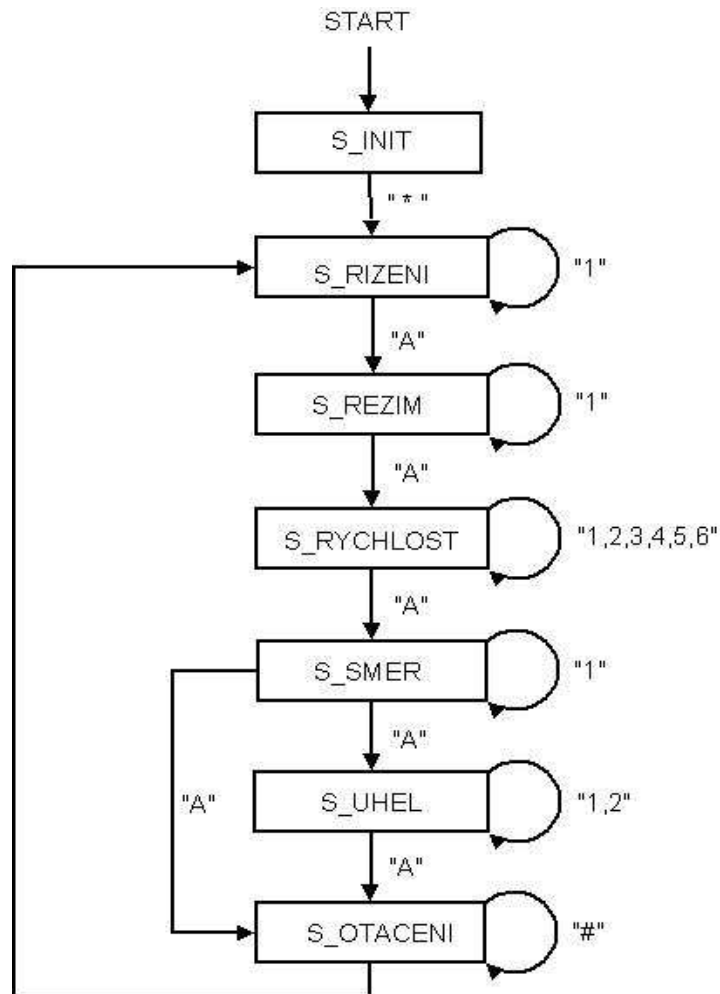 START
S_INIT
"*"
S_RIZENI
"1"
"A"
S_REZIM
"1"
"A"
S_RYCHLOST
"1,2,3,4,5,6"
"A"
S_SMER
"1"
"A"
"A"
S_UHEL
"1,2"
"A"
S_OTACENI
"#"